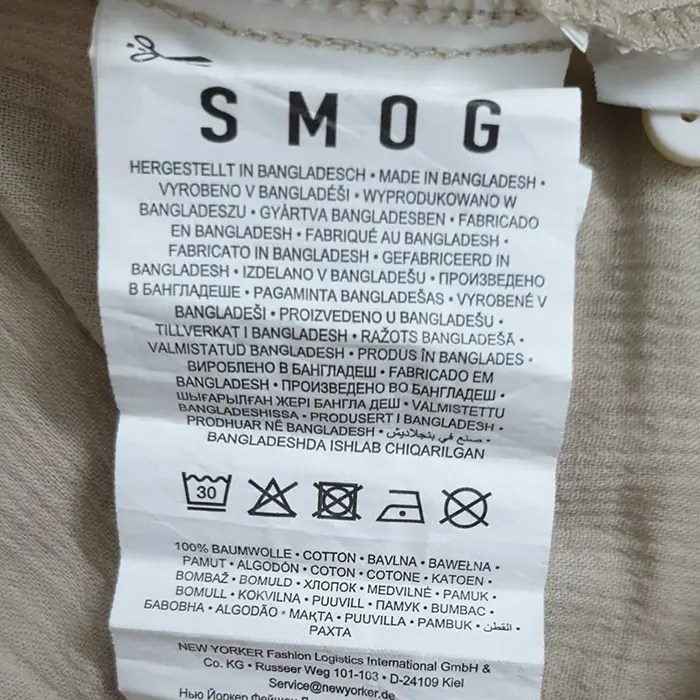 SMOG
HERGESTELLT IN BANGLADESCH • MADE IN BANGLADESH •
VYROBENO V BANGLADÉŠI • WYPRODUKOWANO W
BANGLADESZU • GYÁRTVA BANGLADESBEN • FABRICADO
EN BANGLADESH • FABRIQUÉ AU BANGLADESH •
FABRICATO IN BANGLADESH • GEFABRICEERD IN
BANGLADESH • IZDELANO V BANGLADEŠU • ПРОИЗВЕДЕНО
В БАНГЛАДЕШЕ • PAGAMINTA BANGLADEŠAS • VYROBENÉ V
BANGLADEŠI • PROIZVEDENO U BANGLADEŠU •
TILLVERKAT I BANGLADESH • RAŽOTS BANGLADEŠĀ •
VALMISTATUD BANGLADESH • PRODUS ÎN BANGLADES •
ВИРОБЛЕНО В БАНГЛАДЕШ • FABRICADO EM
BANGLADESH • ПРОИЗВЕДЕНО ВО БАНГЛАДЕШ •
ШЫҒАРЫЛҒАН ЖЕРІ БАНГЛА ДЕШ • VALMISTETTU
BANGLADESHISSA • PRODUSERT I BANGLADESH •
PRODHUAR NË BANGLADESH • صنع في بنجلاديش •
BANGLADESHDA ISHLAB CHIQARILGAN
30
100% BAUMWOLLE • COTTON • BAVLNA • BAWEŁNA •
PAMUT • ALGODÓN • COTON • COTONE • KATOEN •
BOMBAŽ • BOMULD • ХЛОПОК • MEDVILNĖ • PAMUK •
BOMULL • KOKVILNA • PUUVILL • ПАМУК • BUMBAC •
БАВОВНА • ALGODÃO • МАҚТА • PUUVILLA • PAMBUK • القطن •
PAXTA
NEW YORKER Fashion Logistics International GmbH &
Co. KG • Russeer Weg 101-103 • D-24109 Kiel
Service@newyorker.de
Нью Йоркер Фейшн